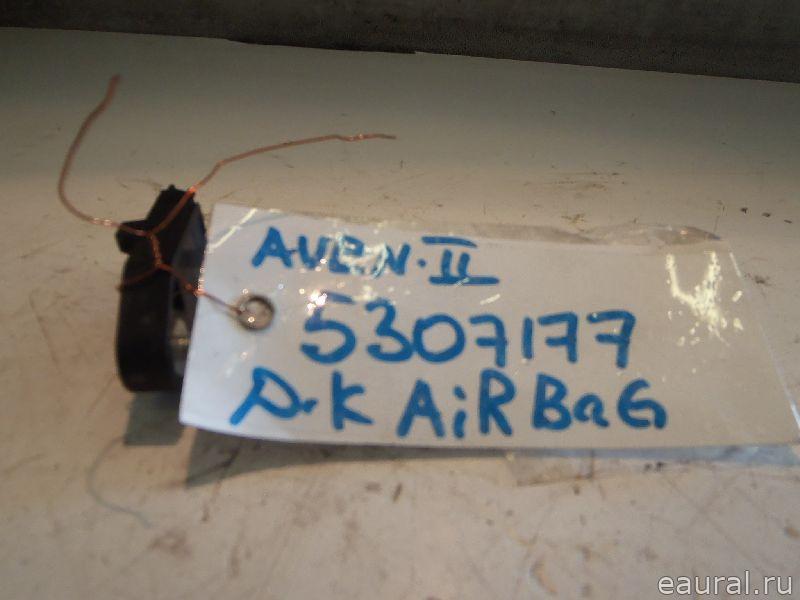 AVEN·II
5307177
Д-к AiRBaG
eaural.ru